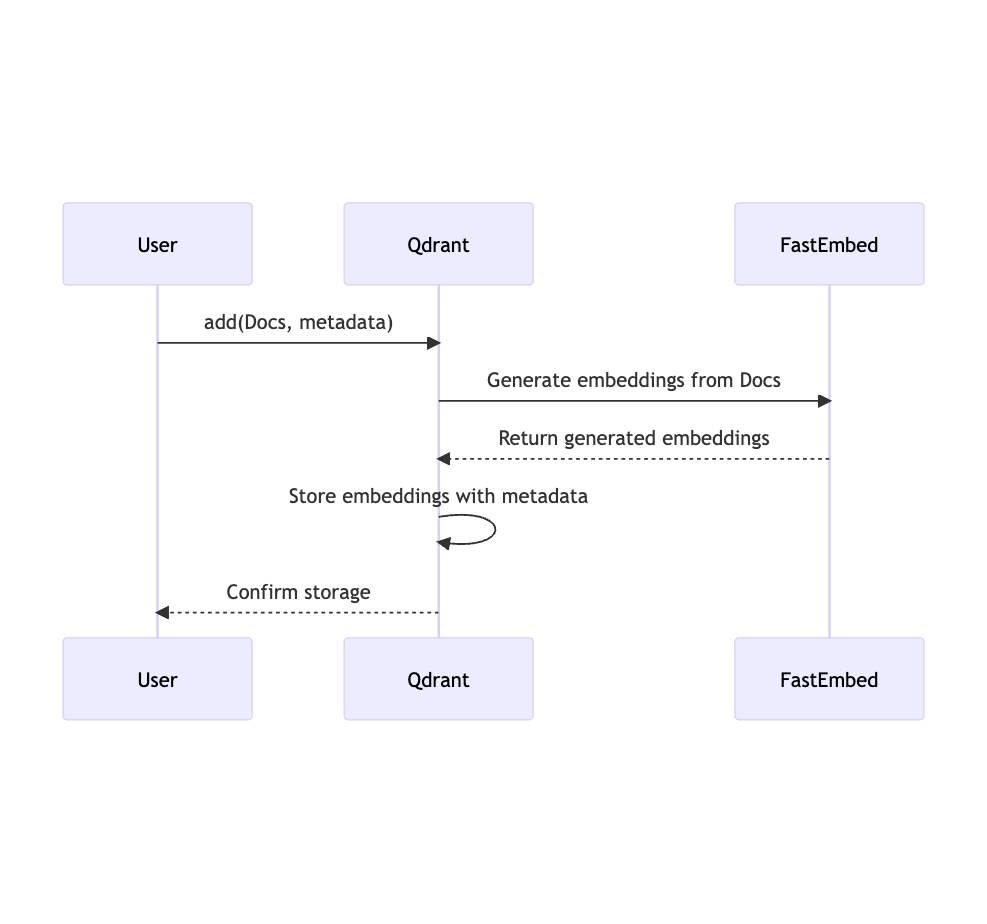 User
Qdrant
FastEmbed
add(Docs, metadata)
Generate embeddings from Docs
Return generated embeddings
Store embeddings with metadata
Confirm storage
User
Qdrant
FastEmbed